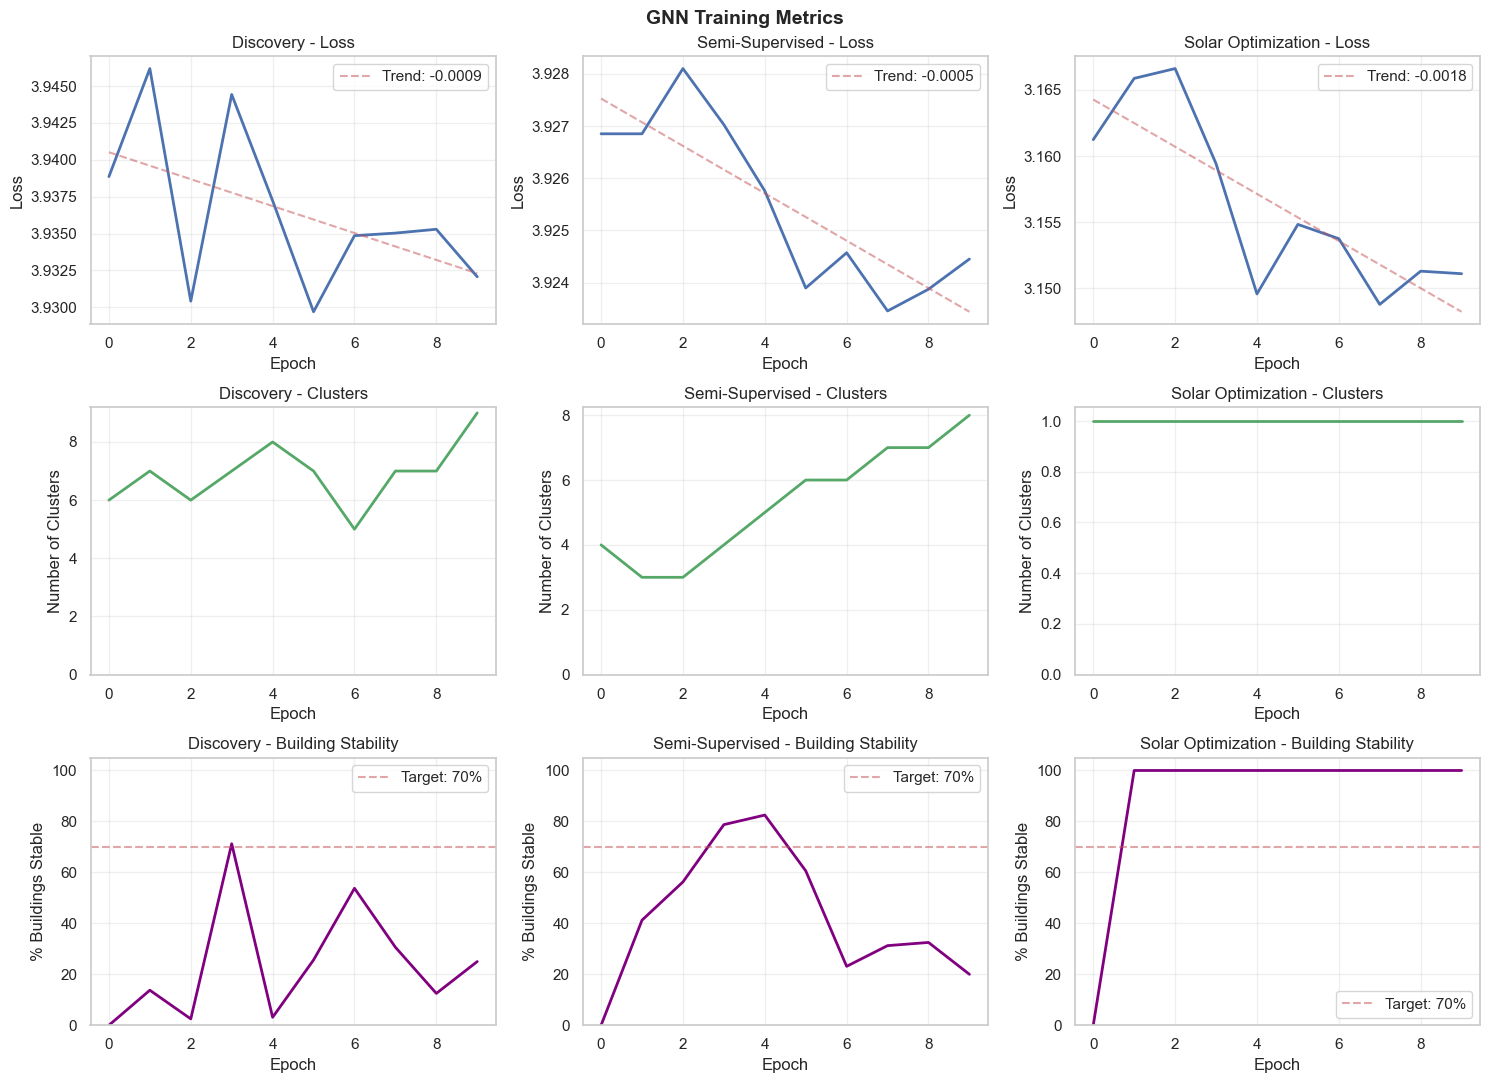 GNN Training Metrics
Discovery - Loss
Trend: -0.0009
3.9450
3.9425
3.9400
3.9375
3.9350
3.9325
3.9300
Loss
0 2 4 6 8
Epoch
Semi-Supervised - Loss
Trend: -0.0005
3.928
3.927
3.926
3.925
3.924
Loss
0 2 4 6 8
Epoch
Solar Optimization - Loss
Trend: -0.0018
3.165
3.160
3.155
3.150
Loss
0 2 4 6 8
Epoch
Discovery - Clusters
8
6
4
2
0
Number of Clusters
0 2 4 6 8
Epoch
Semi-Supervised - Clusters
8
6
4
2
0
Number of Clusters
0 2 4 6 8
Epoch
Solar Optimization - Clusters
1.0
0.8
0.6
0.4
0.2
0.0
Number of Clusters
0 2 4 6 8
Epoch
Discovery - Building Stability
Target: 70%
100
80
60
40
20
0
% Buildings Stable
0 2 4 6 8
Epoch
Semi-Supervised - Building Stability
Target: 70%
100
80
60
40
20
0
% Buildings Stable
0 2 4 6 8
Epoch
Solar Optimization - Building Stability
100
80
60
40
20
0
% Buildings Stable
Target: 70%
0 2 4 6 8
Epoch